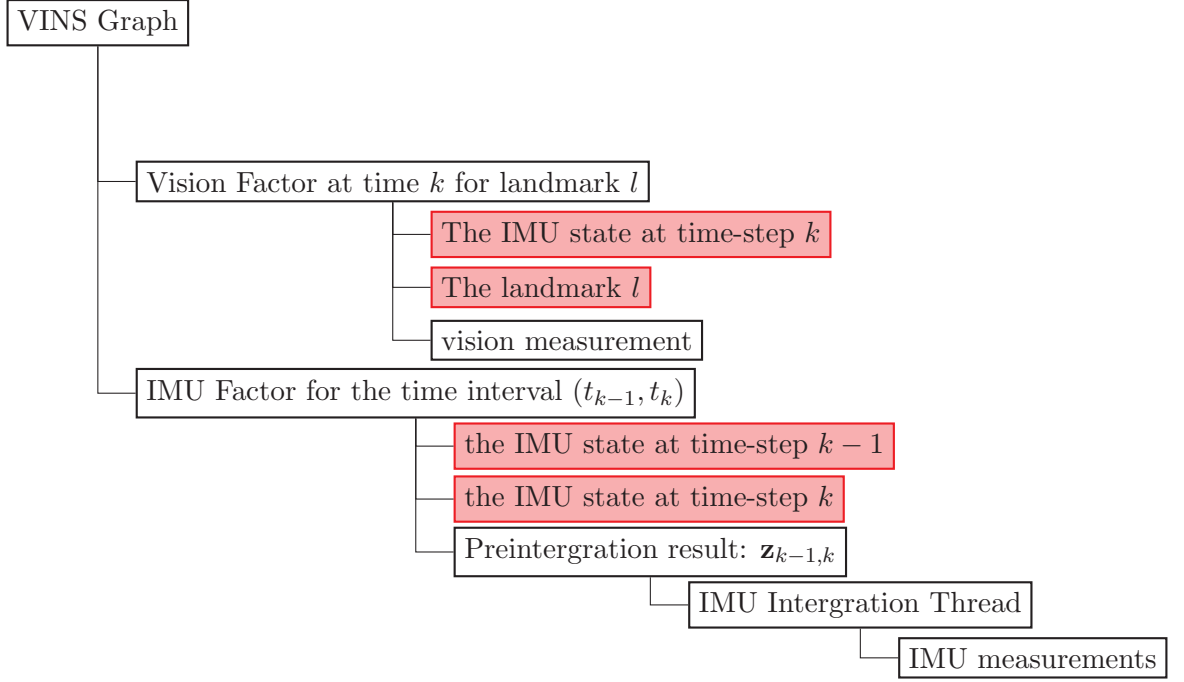 VINS Graph
Vision Factor at time k for landmark l
The IMU state at time-step k
The landmark l
vision measurement
IMU Factor for the time interval (t_{k−1}, t_k)
the IMU state at time-step k − 1
the IMU state at time-step k
Preintergration result: z_{k−1,k}
IMU Intergration Thread
IMU measurements